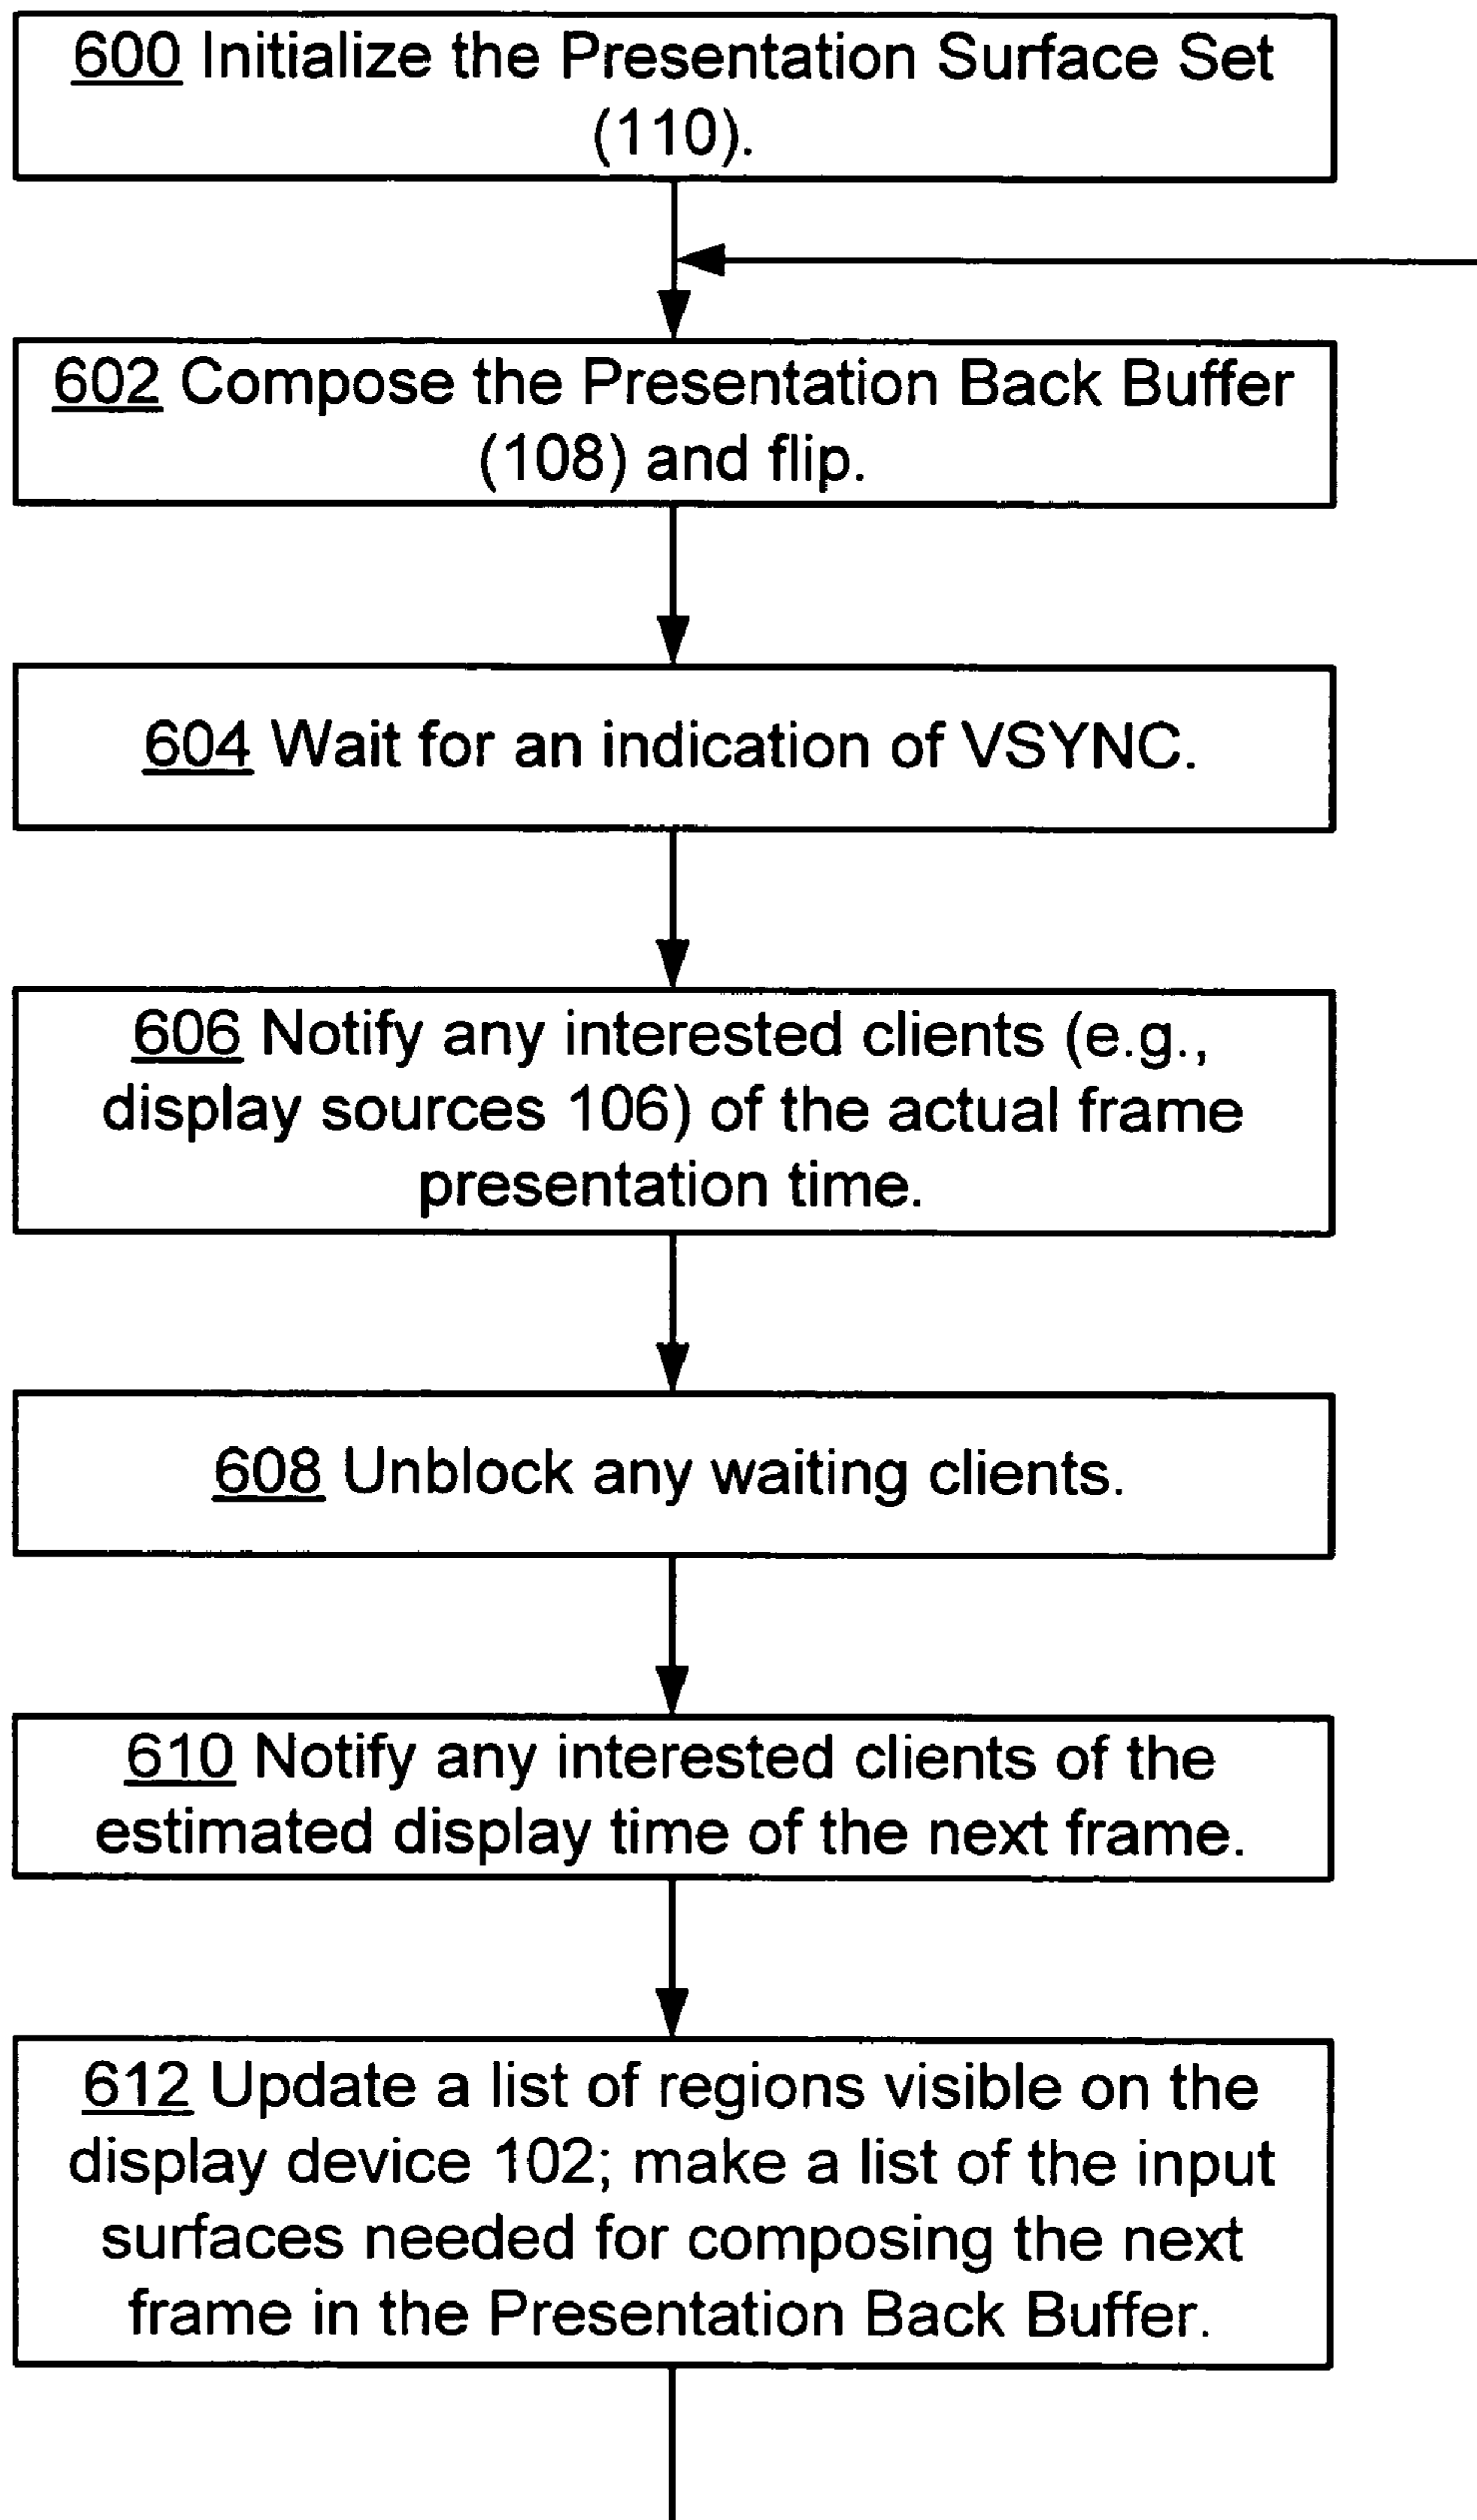 600 Initialize the Presentation Surface Set
(110).
602 Compose the Presentation Back Buffer
(108) and flip.
604 Wait for an indication of VSYNC.
606 Notify any interested clients (e.g.,
display sources 106) of the actual frame
presentation time.
608 Unblock any waiting clients.
610 Notify any interested clients of the
estimated display time of the next frame.
612 Update a list of regions visible on the
display device 102; make a list of the input
surfaces needed for composing the next
frame in the Presentation Back Buffer.